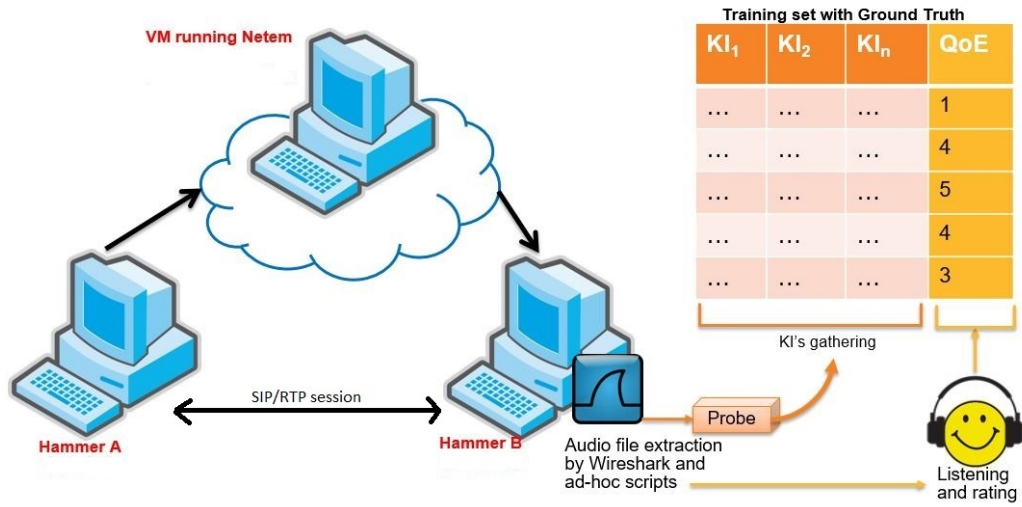 VM running Netem
Training set with Ground Truth
KI1 KI2 KIn QoE
... ... ... 1
... ... ... 4
... ... ... 5
... ... ... 4
... ... ... 3
KI's gathering
SIP/RTP session
Hammer A
Hammer B
Probe
Audio file extraction
by Wireshark and
ad-hoc scripts
Listening
and rating